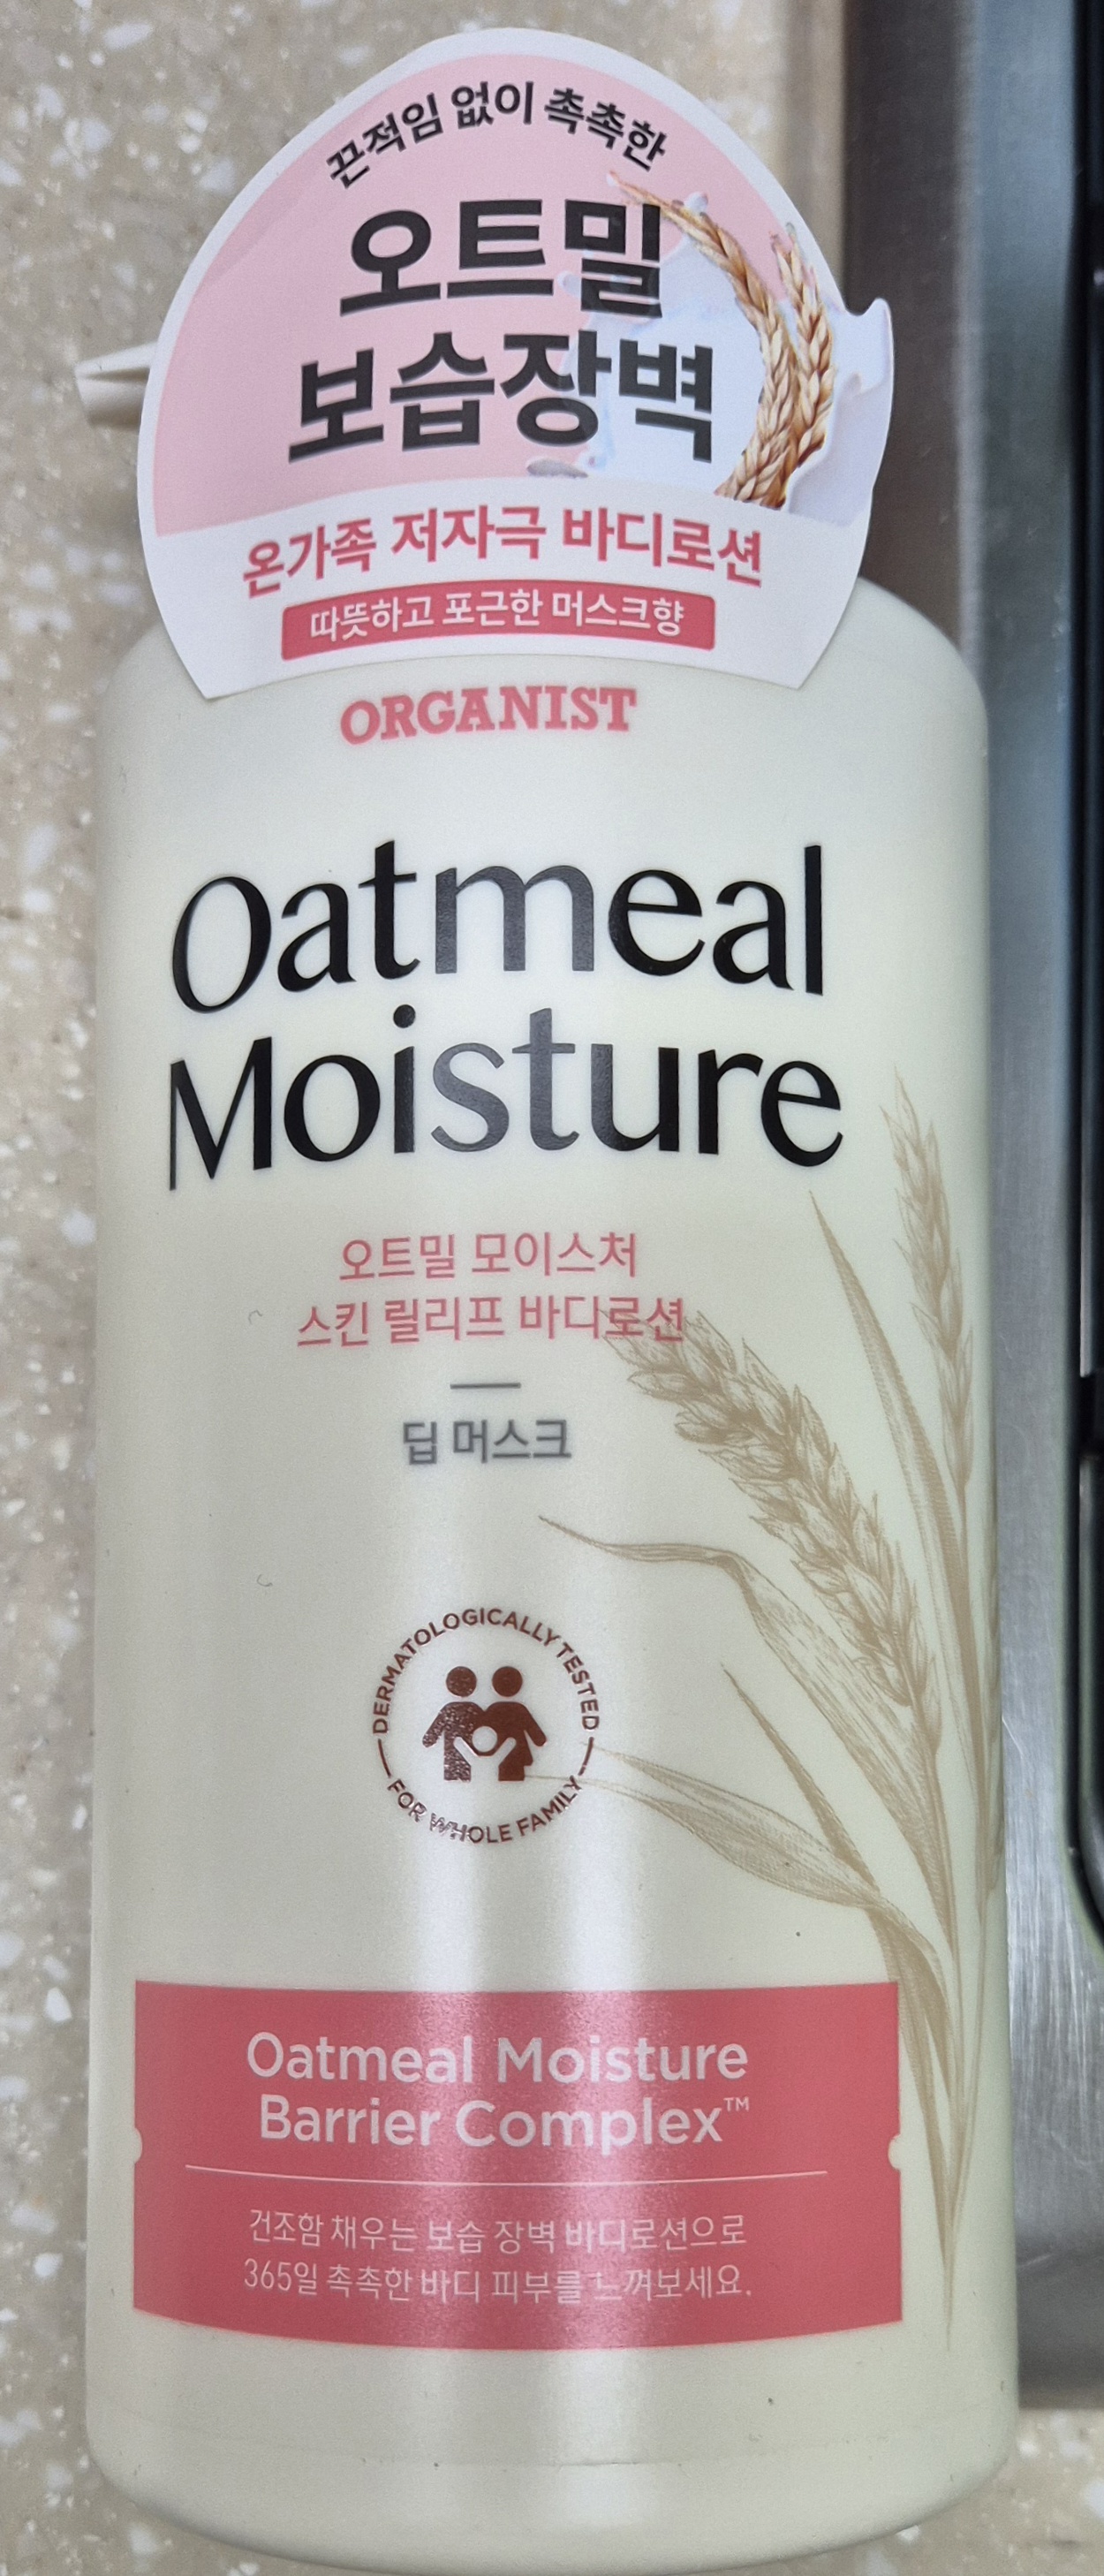 끈적임 없이 촉촉한
오트밀
보습장벽
온가족 저자극 바디로션
따뜻하고 포근한 머스크향
ORGANIST
Oatmeal
Moisture
오트밀 모이스처
스킨 릴리프 바디로션
딥 머스크
DERMATOLOGICALLY TESTED
FOR WHOLE FAMILY
Oatmeal Moisture
Barrier Complex™
건조함 채우는 보습 장벽 바디로션으로
365일 촉촉한 바디 피부를 느껴보세요.